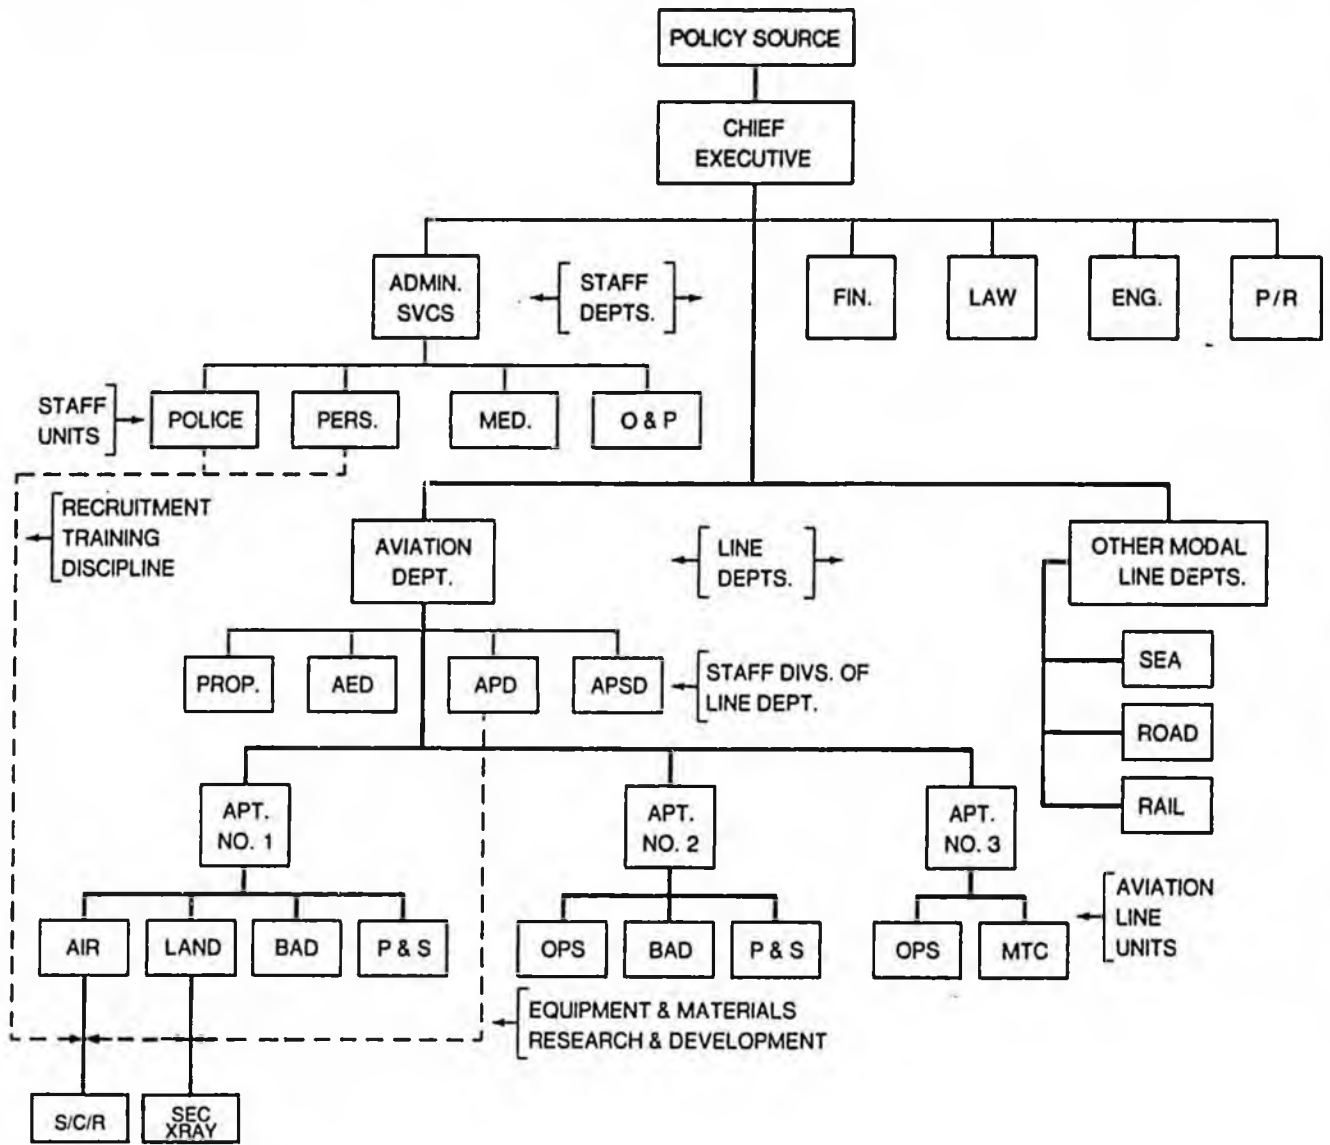 POLICY SOURCE
CHIEF
EXECUTIVE
ADMIN.
SVCS
STAFF
DEPTS.
FIN.
LAW
ENG.
P/R
STAFF
UNITS
POLICE
PERS.
MED.
O & P
RECRUITMENT
TRAINING
DISCIPLINE
AVIATION
DEPT.
LINE
DEPTS.
OTHER MODAL
LINE DEPTS.
PROP.
AED
APD
APSD
STAFF DIVS. OF
LINE DEPT.
SEA
ROAD
RAIL
APT.
NO. 1
APT.
NO. 2
APT.
NO. 3
AIR
LAND
BAD
P & S
OPS
BAD
P & S
OPS
MTC
AVIATION
LINE
UNITS
EQUIPMENT & MATERIALS
RESEARCH & DEVELOPMENT
S/C/R
SEC
XRAY